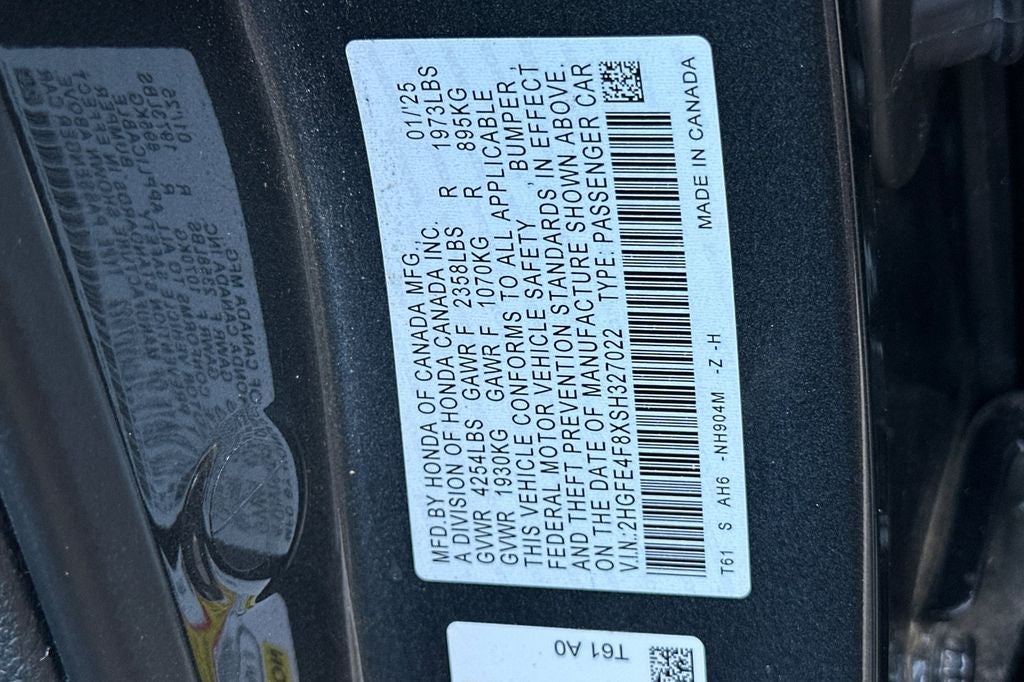 MFD.BY HONDA OF CANADA MFG., 01/'25
A DIVISION OF HONDA CANADA INC.
GVWR 4254LBS GAWR F 2358LBS R 1973LBS
GVWR 1930KG GAWR F 1070KG R 895KG
THIS VEHICLE CONFORMS TO ALL APPLICABLE
FEDERAL MOTOR VEHICLE SAFETY , BUMPER,
AND THEFT PREVENTION STANDARDS, IN EFFECT
ON THE DATE OF MANUFACTURE SHOWN ABOVE.
V.I.N.:2HGFE4F8XSH327022 TYPE:PASSENGER CAR
T61 S AH6 -NH904M -Z -H MADE IN CANADA
T61 A0